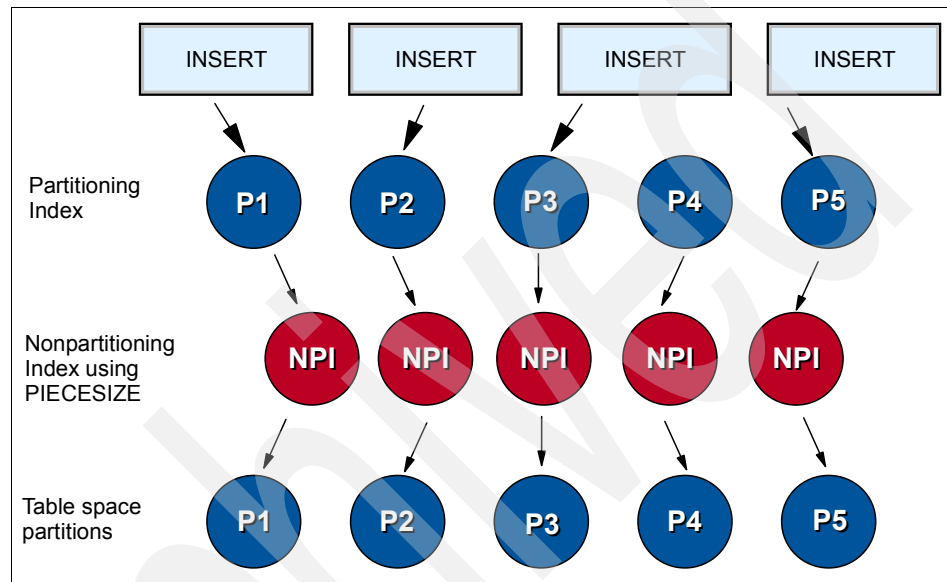 INSERT INSERT INSERT INSERT
Partitioning
Index
P1 P2 P3 P4 P5
Nonpartitioning
Index using
PIECESIZE
NPI NPI NPI NPI NPI
Table space
partitions
P1 P2 P3 P4 P5